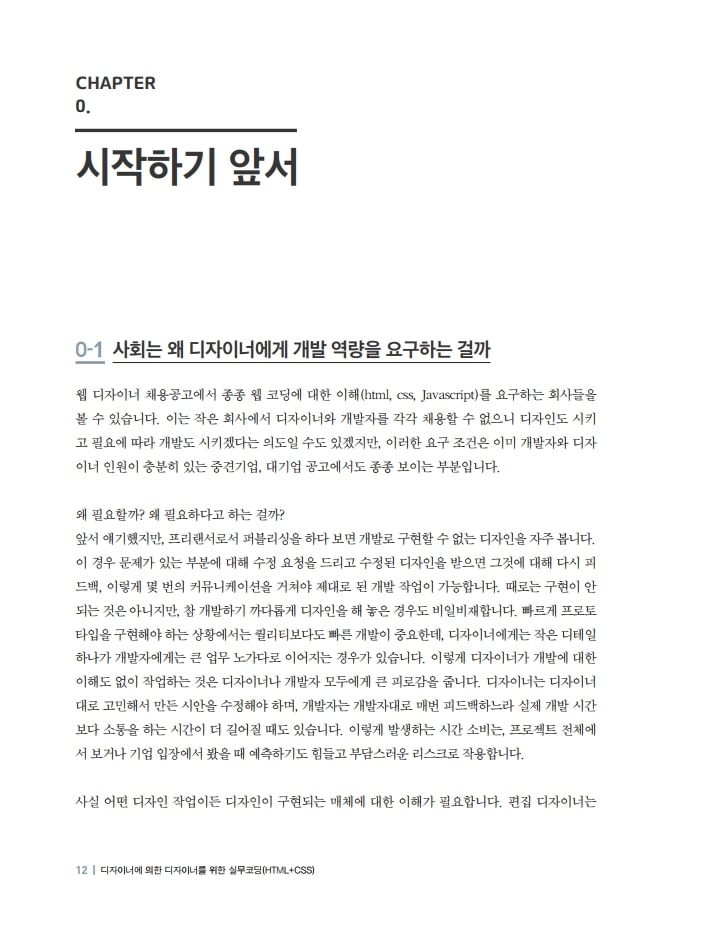 CHAPTER
0.
시작하기 앞서
0-1 사회는 왜 디자이너에게 개발 역량을 요구하는 걸까
웹 디자이너 채용공고에서 종종 웹 코딩에 대한 이해(html, css, Javascript)를 요구하는 회사들을
볼 수 있습니다. 이는 작은 회사에서 디자이너와 개발자를 각각 채용할 수 없으니 디자인도 시키
고 필요에 따라 개발도 시키겠다는 의도일 수도 있겠지만, 이러한 요구 조건은 이미 개발자와 디자
이너 인원이 충분히 있는 중견기업, 대기업 공고에서도 종종 보이는 부분입니다.
왜 필요할까? 왜 필요하다고 하는 걸까?
앞서 얘기했지만, 프리랜서로서 퍼블리싱을 하다 보면 개발로 구현할 수 없는 디자인을 자주 봅니다.
이 경우 문제가 있는 부분에 대해 수정 요청을 드리고 수정된 디자인을 받으면 그것에 대해 다시 피
드백, 이렇게 몇 번의 커뮤니케이션을 거쳐야 제대로 된 개발 작업이 가능합니다. 때로는 구현이 안
되는 것은 아니지만, 참 개발하기 까다롭게 디자인을 해 놓은 경우도 비일비재합니다. 빠르게 프로토
타입을 구현해야 하는 상황에서는 퀄리티보다도 빠른 개발이 중요한데, 디자이너에게는 작은 디테일
하나가 개발자에게는 큰 업무 노가다로 이어지는 경우가 있습니다. 이렇게 디자이너가 개발에 대한
이해도 없이 작업하는 것은 디자이너나 개발자 모두에게 큰 피로감을 줍니다. 디자이너는 디자이너
대로 고민해서 만든 시안을 수정해야 하며, 개발자는 개발자대로 매번 피드백하느라 실제 개발 시간
보다 소통을 하는 시간이 더 길어질 때도 있습니다. 이렇게 발생하는 시간 소비는, 프로젝트 전체에
서 보거나 기업 입장에서 봤을 때 예측하기도 힘들고 부담스러운 리스크로 작용합니다.
사실 어떤 디자인 작업이든 디자인이 구현되는 매체에 대한 이해가 필요합니다. 편집 디자이너는
12 | 디자이너에 의한 디자이너를 위한 실무코딩(HTML+CSS)